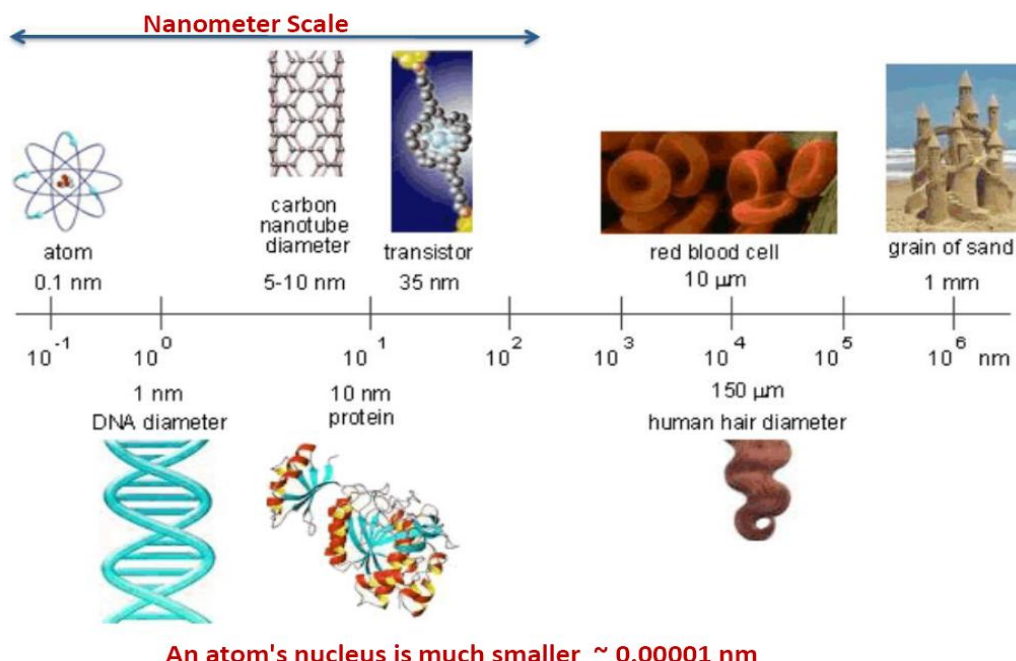 Nanometer Scale
atom
0.1 nm
carbon
nanotube
diameter
5-10 nm
transistor
35 nm
red blood cell
10 µm
grain of sand
1 mm
10⁻¹ 10⁰ 10¹ 10² 10³ 10⁴ 10⁵ 10⁶ nm
1 nm
DNA diameter
10 nm
protein
150 µm
human hair diameter
An atom's nucleus is much smaller ~ 0.00001 nm